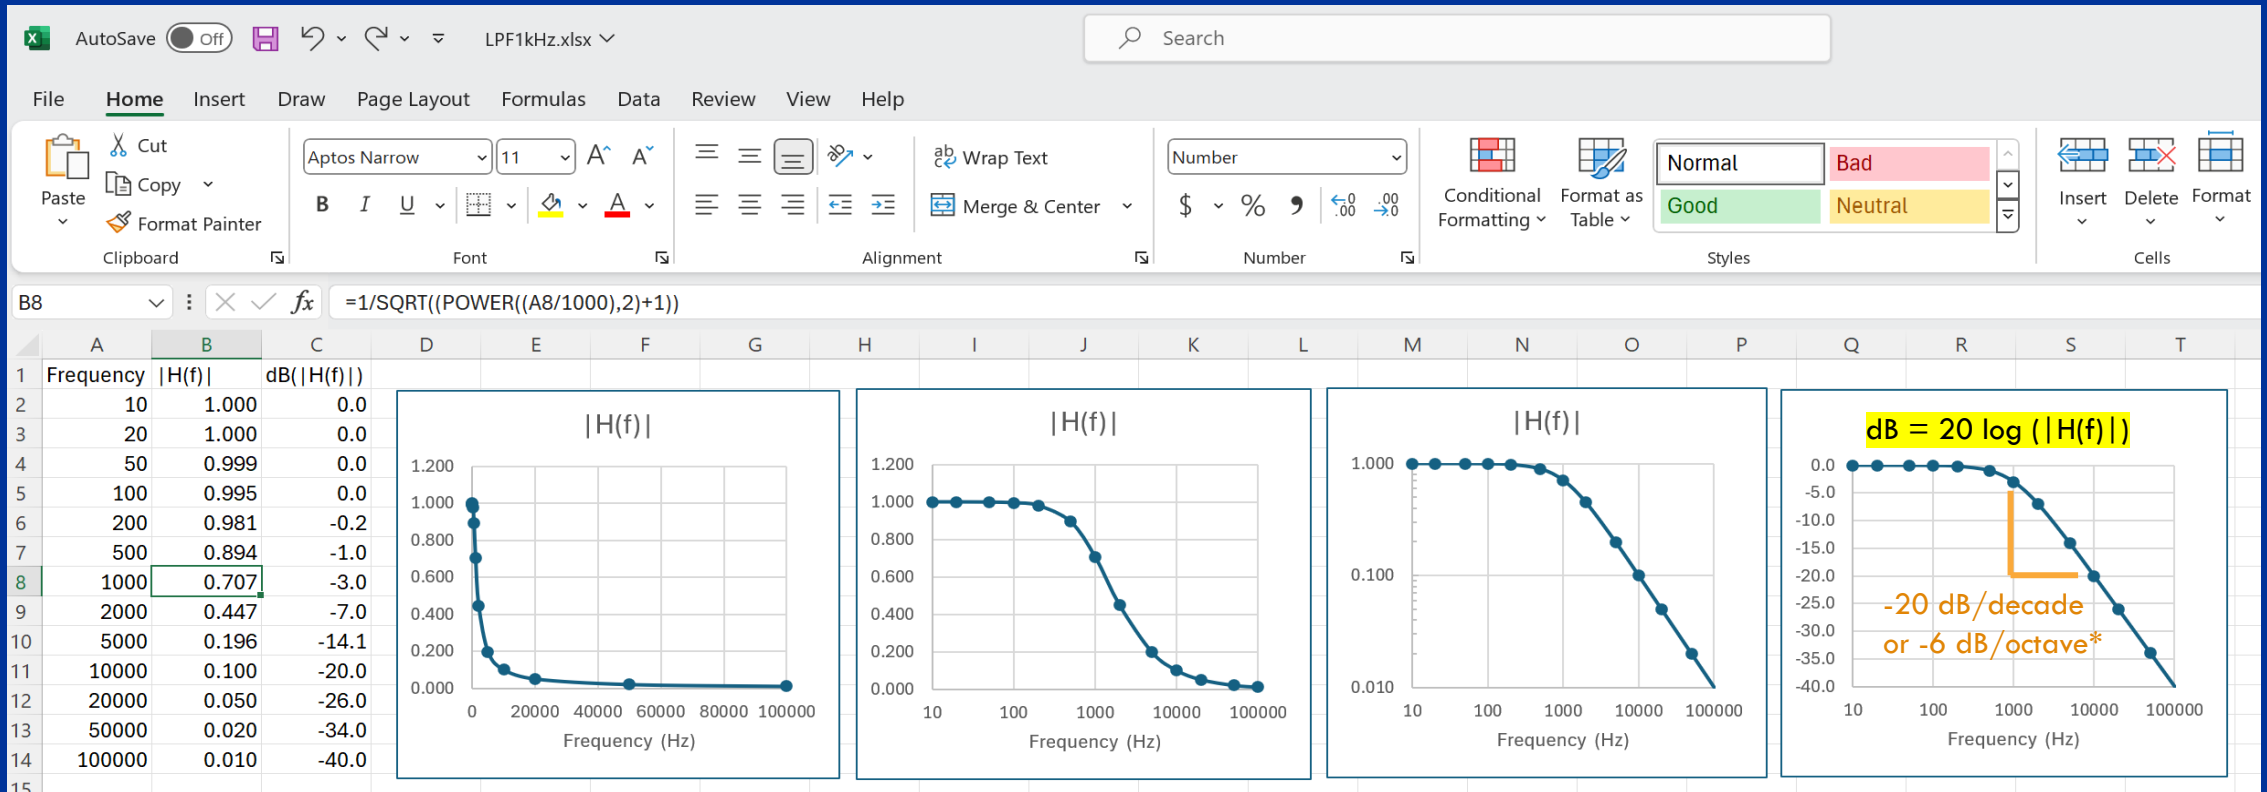 AutoSave Off LPF1kHz.xlsx Search
File Home Insert Draw Page Layout Formulas Data Review View Help
Paste
Cut
Copy
Format Painter
Clipboard
Aptos Narrow 11
B I U A
Font
Wrap Text
Merge & Center
Alignment
Number
$ % 9 .00
Number
Conditional Formatting
Format as Table
Normal Bad
Good Neutral
Styles
Insert Delete Format
Cells
B8 fx =1/SQRT((POWER((A8/1000),2)+1))
A B C D E F G H I J K L M N O P Q R S T
1 Frequency |H(f)| dB(|H(f)|)
2 10 1.000 0.0
3 20 1.000 0.0
4 50 0.999 0.0
5 100 0.995 0.0
6 200 0.981 -0.2
7 500 0.894 -1.0
8 1000 0.707 -3.0
9 2000 0.447 -7.0
10 5000 0.196 -14.1
11 10000 0.100 -20.0
12 20000 0.050 -26.0
13 50000 0.020 -34.0
14 100000 0.010 -40.0
15
|H(f)|
1.200
1.000
0.800
0.600
0.400
0.200
0.000
0 20000 40000 60000 80000 100000
Frequency (Hz)
|H(f)|
1.200
1.000
0.800
0.600
0.400
0.200
0.000
10 100 1000 10000 100000
Frequency (Hz)
|H(f)|
1.000
0.100
0.010
10 100 1000 10000 100000
Frequency (Hz)
dB = 20 log (|H(f)|)
0.0
-5.0
-10.0
-15.0
-20.0
-25.0
-30.0
-35.0
-40.0
-20 dB/decade
or -6 dB/octave*
10 100 1000 10000 100000
Frequency (Hz)